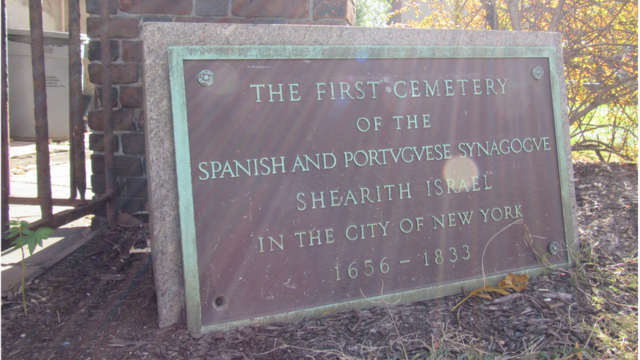 THE FIRST CEMETERY
OF THE
SPANISH AND PORTVGVESE SYNAGOGVE
SHEARITH ISRAEL
IN THE CITY OF NEW YORK
1656 – 1833